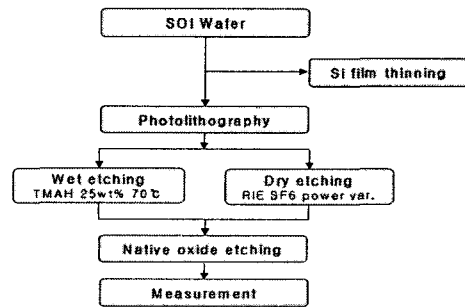 SOI Wafer
Si film thinning
Photolithography
Wet etching
TMAH 25wt% 70℃
Dry etching
RIE SF6 power var.
Native oxide etching
Measurement